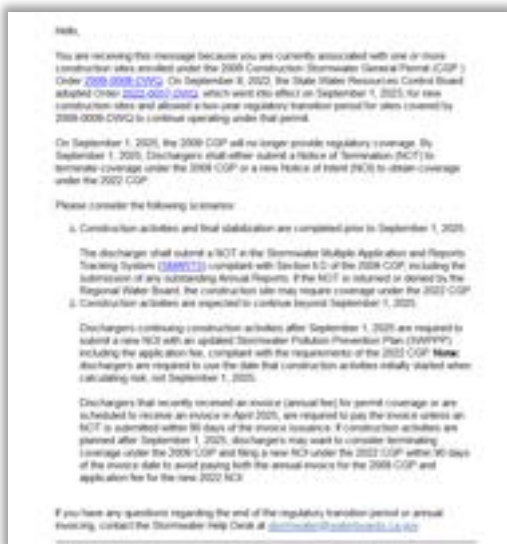 Hello,
You are receiving this message because you are currently associated with one or more
construction sites enrolled under the 2009 Construction Stormwater General Permit (CGP )
Order 2009-0009-DWQ. On September 8, 2022, the State Water Resources Control Board
adopted Order 2022-0057-DWQ, which went into effect on September 1, 2023, for new
construction sites and allowed a two-year regulatory transition period for sites covered by
2009-0009-DWQ to continue operating under that permit.
On September 1, 2025, the 2009 CGP will no longer provide regulatory coverage. By
September 1, 2025, Dischargers shall either submit a Notice of Termination (NOT) to
terminate coverage under the 2009 CGP or a new Notice of Intent (NOI) to obtain coverage
under the 2022 CGP.
Please consider the following scenarios:
Construction activities and final stabilization are completed prior to September 1, 2025.
The discharger shall submit a NOT in the Stormwater Multiple Application and Reports
Tracking System (SMARTS) compliant with Section II.D of the 2009 CGP, including the
submission of any outstanding Annual Reports. If the NOT is returned or denied by the
Regional Water Board, the construction site may require coverage under the 2022 CGP.
Construction activities are expected to continue beyond September 1, 2025.
Dischargers continuing construction activities after September 1, 2025 are required to
submit a new NOI with an updated Stormwater Pollution Prevention Plan (SWPPP)
including the application fee, compliant with the requirements of the 2022 CGP. Note:
dischargers are required to use the date that construction activities initially started when
calculating risk, not September 1, 2025.
Dischargers that recently received an invoice (annual fee) for permit coverage or are
scheduled to receive an invoice in April 2025, are required to pay the invoice unless an
NOT is submitted within 90 days of the invoice issuance. If construction activities are
planned after September 1, 2025, dischargers may want to consider terminating
coverage under the 2009 CGP and filing a new NOI under the 2022 CGP within 90 days
of the invoice date to avoid paying both the annual invoice for the 2009 CGP and
application fee for the new 2022 NOI.
If you have any questions regarding the end of the regulatory transition period or annual
invoicing, contact the Stormwater Help Desk at stormwater@waterboards.ca.gov